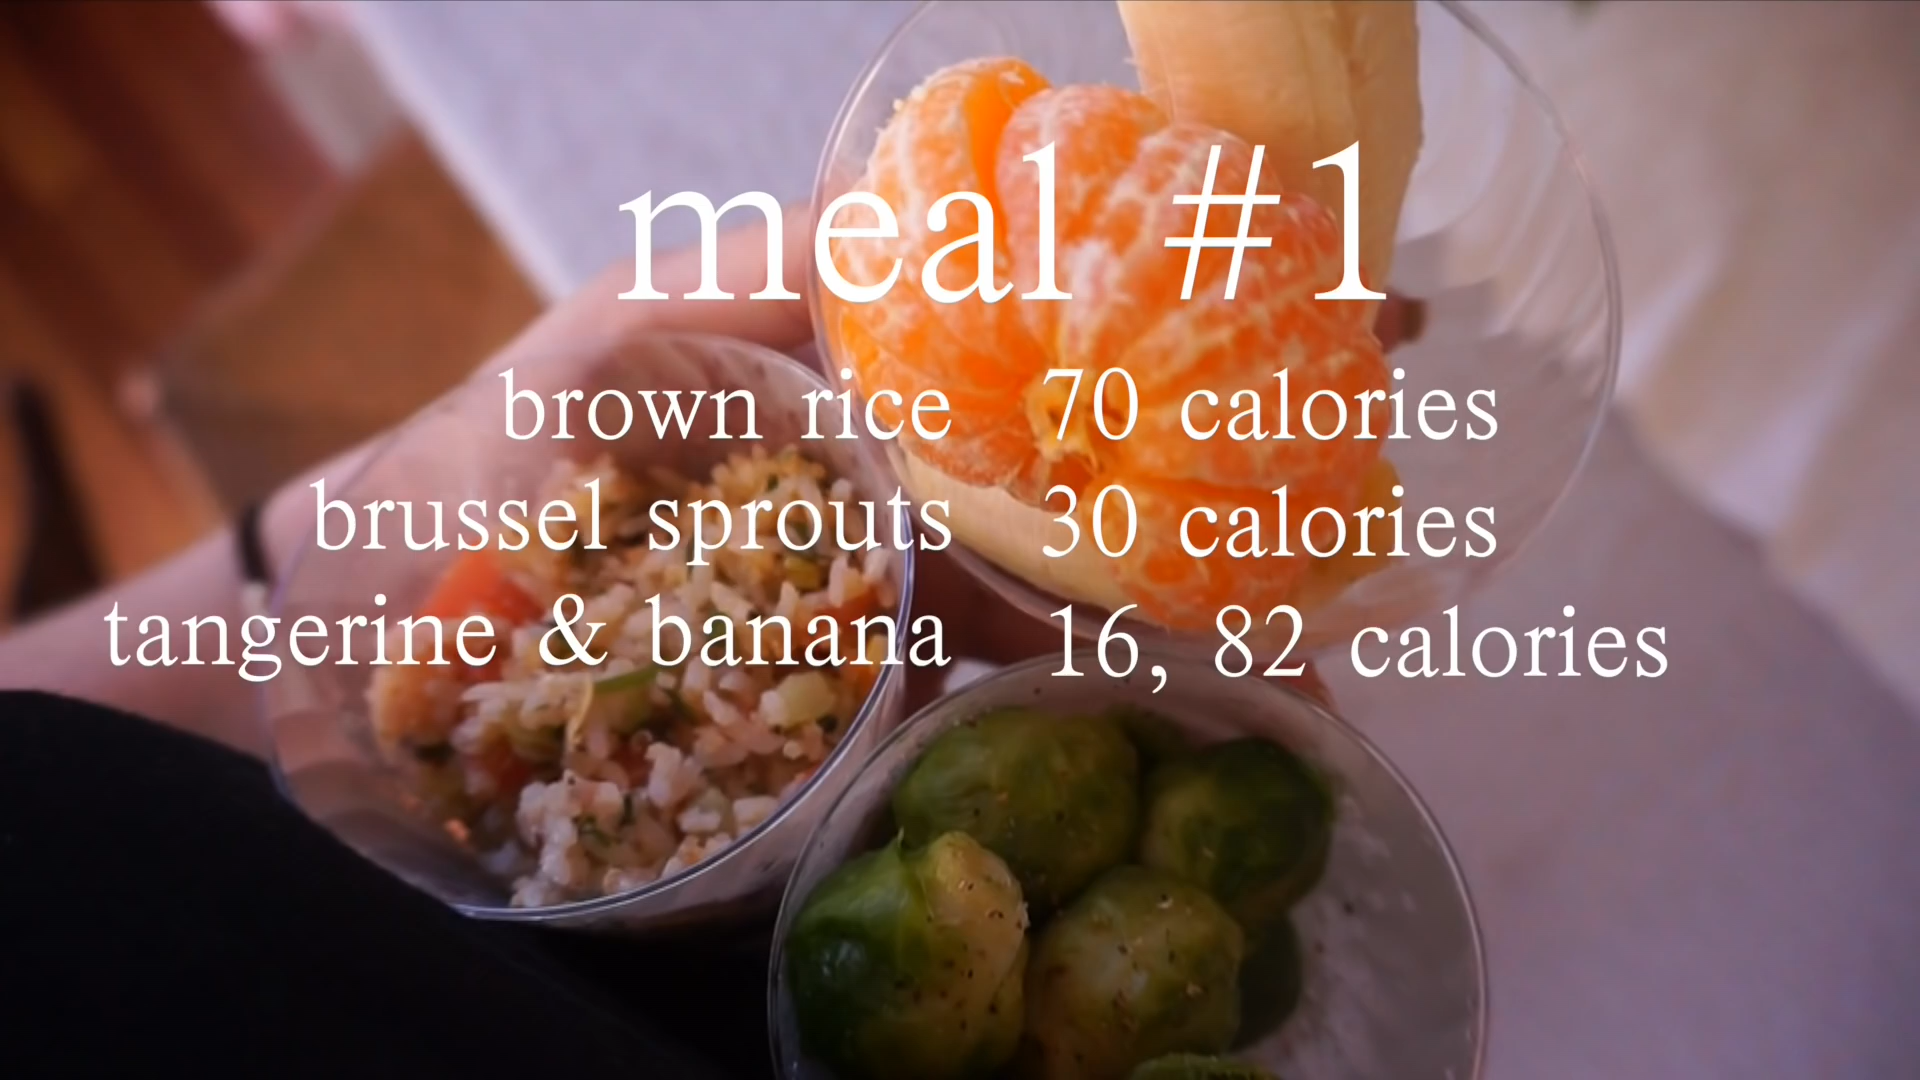 meal #1
brown rice 70 calories
brussel sprouts 30 calories
tangerine & banana 16, 82 calories